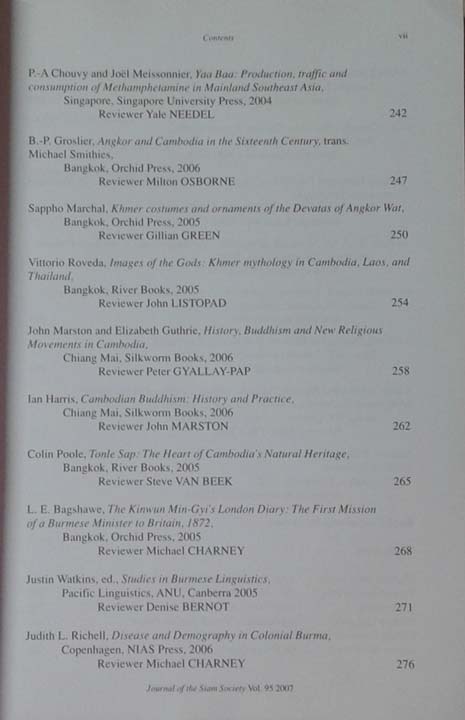 Contents vii
P.-A Chouvy and Joël Meissonnier, Yaa Baa: Production, traffic and
consumption of Methamphetamine in Mainland Southeast Asia,
Singapore, Singapore University Press, 2004
Reviewer Yale NEEDEL 242
B.-P. Groslier, Angkor and Cambodia in the Sixteenth Century, trans.
Michael Smithies,
Bangkok, Orchid Press, 2006
Reviewer Milton OSBORNE 247
Sappho Marchal, Khmer costumes and ornaments of the Devatas of Angkor Wat,
Bangkok, Orchid Press, 2005
Reviewer Gillian GREEN 250
Vittorio Roveda, Images of the Gods: Khmer mythology in Cambodia, Laos, and
Thailand,
Bangkok, River Books, 2005
Reviewer John LISTOPAD 254
John Marston and Elizabeth Guthrie, History, Buddhism and New Religious
Movements in Cambodia,
Chiang Mai, Silkworm Books, 2006
Reviewer Peter GYALLAY-PAP 258
Ian Harris, Cambodian Buddhism: History and Practice,
Chiang Mai, Silkworm Books, 2006
Reviewer John MARSTON 262
Colin Poole, Tonle Sap: The Heart of Cambodia's Natural Heritage,
Bangkok, River Books, 2005
Reviewer Steve VAN BEEK 265
L. E. Bagshawe, The Kinwun Min-Gyi's London Diary: The First Mission
of a Burmese Minister to Britain, 1872,
Bangkok, Orchid Press, 2005
Reviewer Michael CHARNEY 268
Justin Watkins, ed., Studies in Burmese Linguistics,
Pacific Linguistics, ANU, Canberra 2005
Reviewer Denise BERNOT 271
Judith L. Richell, Disease and Demography in Colonial Burma,
Copenhagen, NIAS Press, 2006
Reviewer Michael CHARNEY 276
Journal of the Siam Society Vol. 95 2007